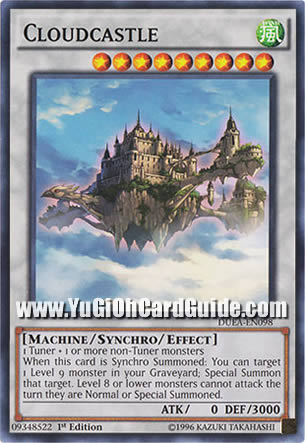 CLOUDCASTLE
風
DUEA-EN098
www.YuGiOhCardGuide.com
[MACHINE/SYNCHRO/EFFECT]
1 Tuner + 1 or more non-Tuner monsters
When this card is Synchro Summoned: You can target
1 Level 9 monster in your Graveyard; Special Summon
that target. Level 8 or lower monsters cannot attack the
turn they are Normal or Special Summoned.
ATK/ 0 DEF/3000
09348522 1st Edition ©1996 KAZUKI TAKAHASHI